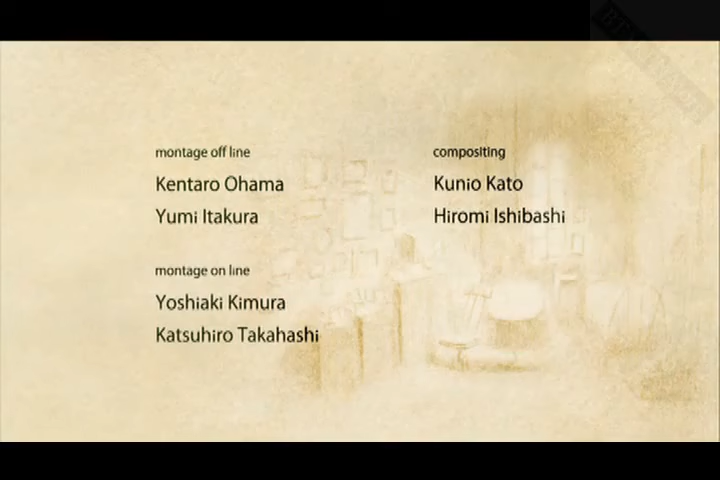 montage off line
Kentaro Ohama
Yumi Itakura
montage on line
Yoshiaki Kimura
Katsuhiro Takahashi
compositing
Kunio Kato
Hiromi Ishibashi